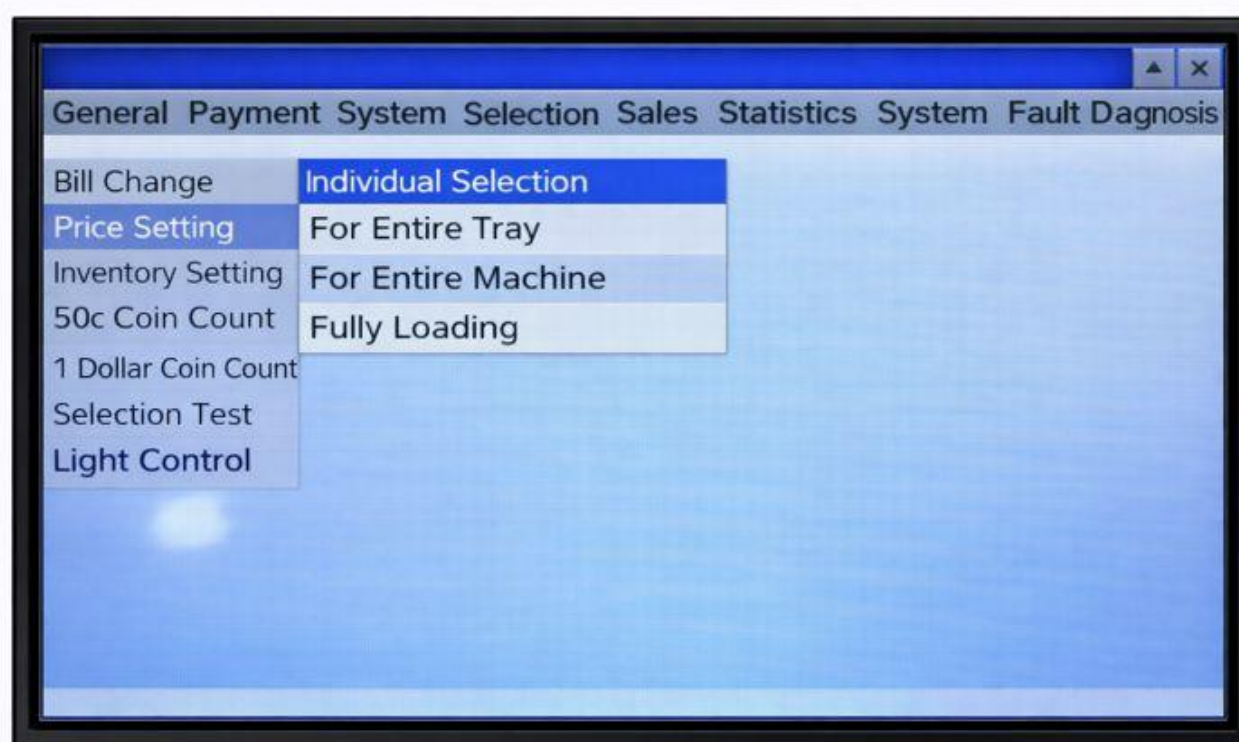 General Payment System Selection Sales Statistics System Fault Dagnosis
Bill Change
Price Setting
Inventory Setting
50c Coin Count
1 Dollar Coin Count
Selection Test
Light Control
Individual Selection
For Entire Tray
For Entire Machine
Fully Loading